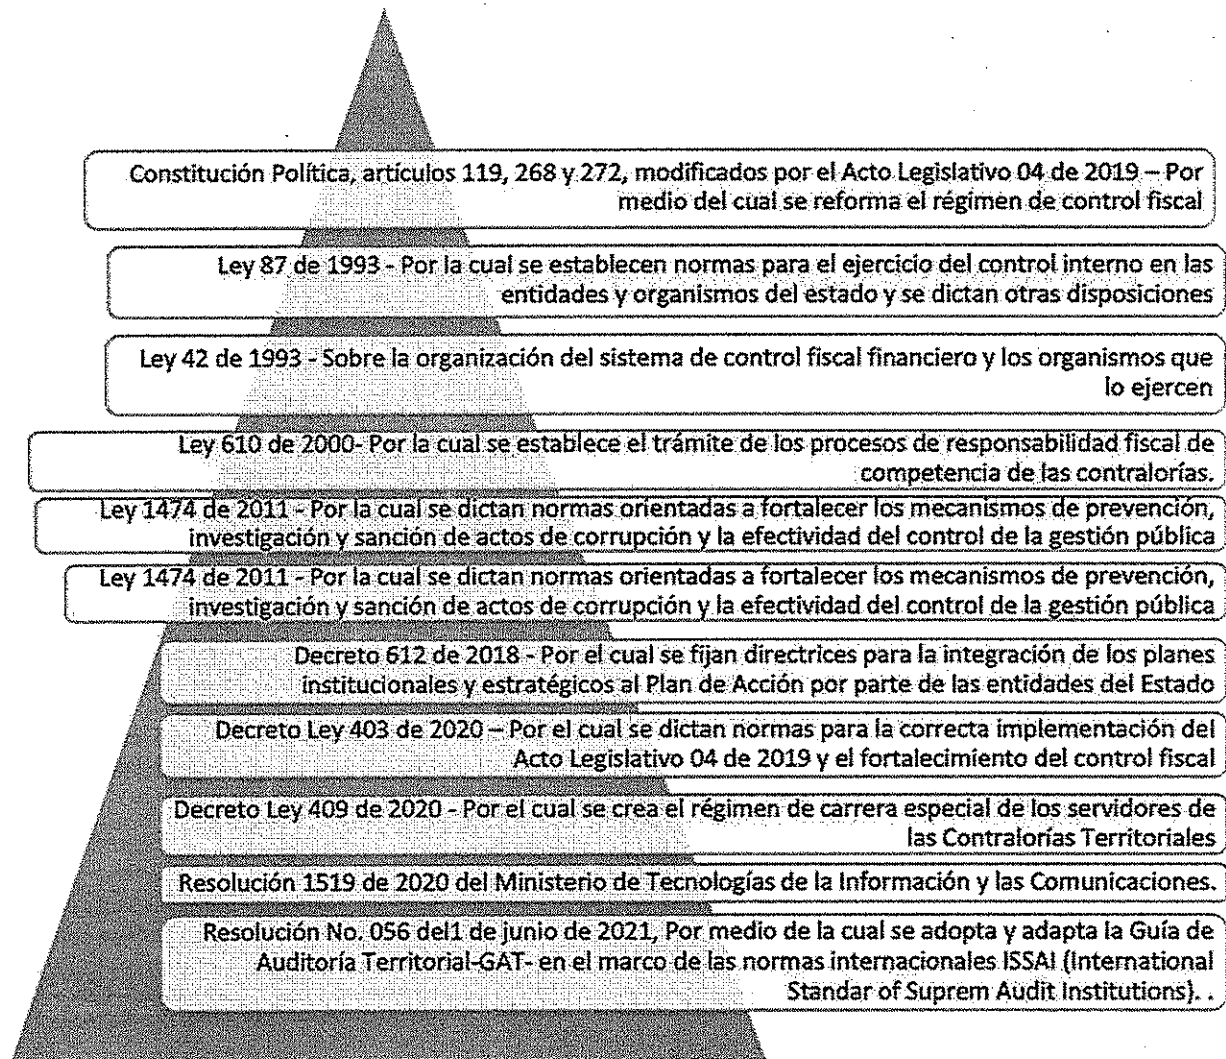 Constitución Política, artículos 119, 268 y 272, modificados por el Acto Legislativo 04 de 2019 – Por
medio del cual se reforma el régimen de control fiscal
Ley 87 de 1993 - Por la cual se establecen normas para el ejercicio del control interno en las
entidades y organismos del estado y se dictan otras disposiciones
Ley 42 de 1993 - Sobre la organización del sistema de control fiscal financiero y los organismos que
lo ejercen
Ley 610 de 2000- Por la cual se establece el trámite de los procesos de responsabilidad fiscal de
competencia de las contralorías.
Ley 1474 de 2011 - Por la cual se dictan normas orientadas a fortalecer los mecanismos de prevención,
investigación y sanción de actos de corrupción y la efectividad del control de la gestión pública
Ley 1474 de 2011 - Por la cual se dictan normas orientadas a fortalecer los mecanismos de prevención,
investigación y sanción de actos de corrupción y la efectividad del control de la gestión pública
Decreto 612 de 2018 - Por el cual se fijan directrices para la integración de los planes
institucionales y estratégicos al Plan de Acción por parte de las entidades del Estado
Decreto Ley 403 de 2020 – Por el cual se dictan normas para la correcta implementación del
Acto Legislativo 04 de 2019 y el fortalecimiento del control fiscal
Decreto Ley 409 de 2020 - Por el cual se crea el régimen de carrera especial de los servidores de
las Contralorías Territoriales
Resolución 1519 de 2020 del Ministerio de Tecnologías de la Información y las Comunicaciones.
Resolución No. 056 del1 de junio de 2021, Por medio de la cual se adopta y adapta la Guía de
Auditoría Territorial-GAT- en el marco de las normas internacionales ISSAI (International
Standar of Suprem Audit Institutions). .